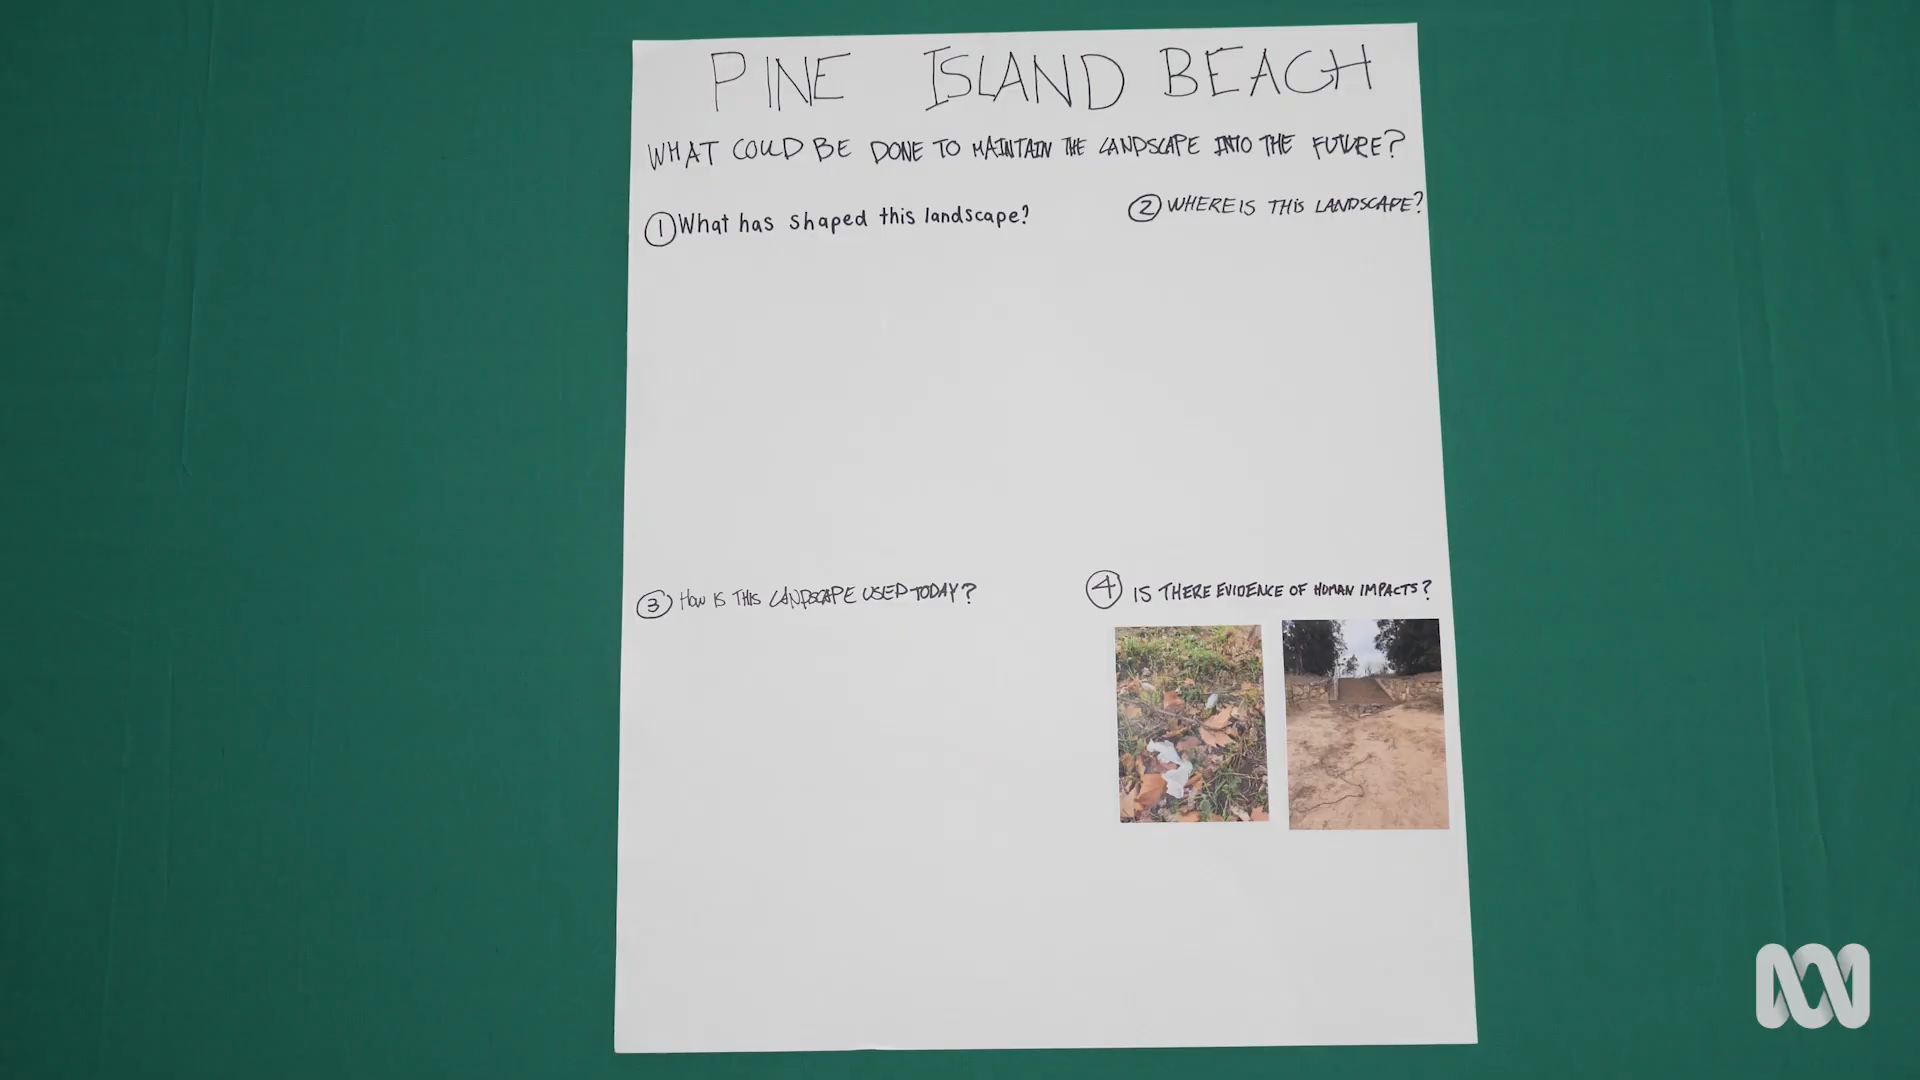 PINE ISLAND BEACH
WHAT COULD BE DONE TO MAINTAIN THE LANDSCAPE INTO THE FUTURE?
① What has shaped this landscape?
② WHERE IS THIS LANDSCAPE?
③ HOW IS THIS LANDSCAPE USED TODAY?
④ IS THERE EVIDENCE OF HUMAN IMPACTS?